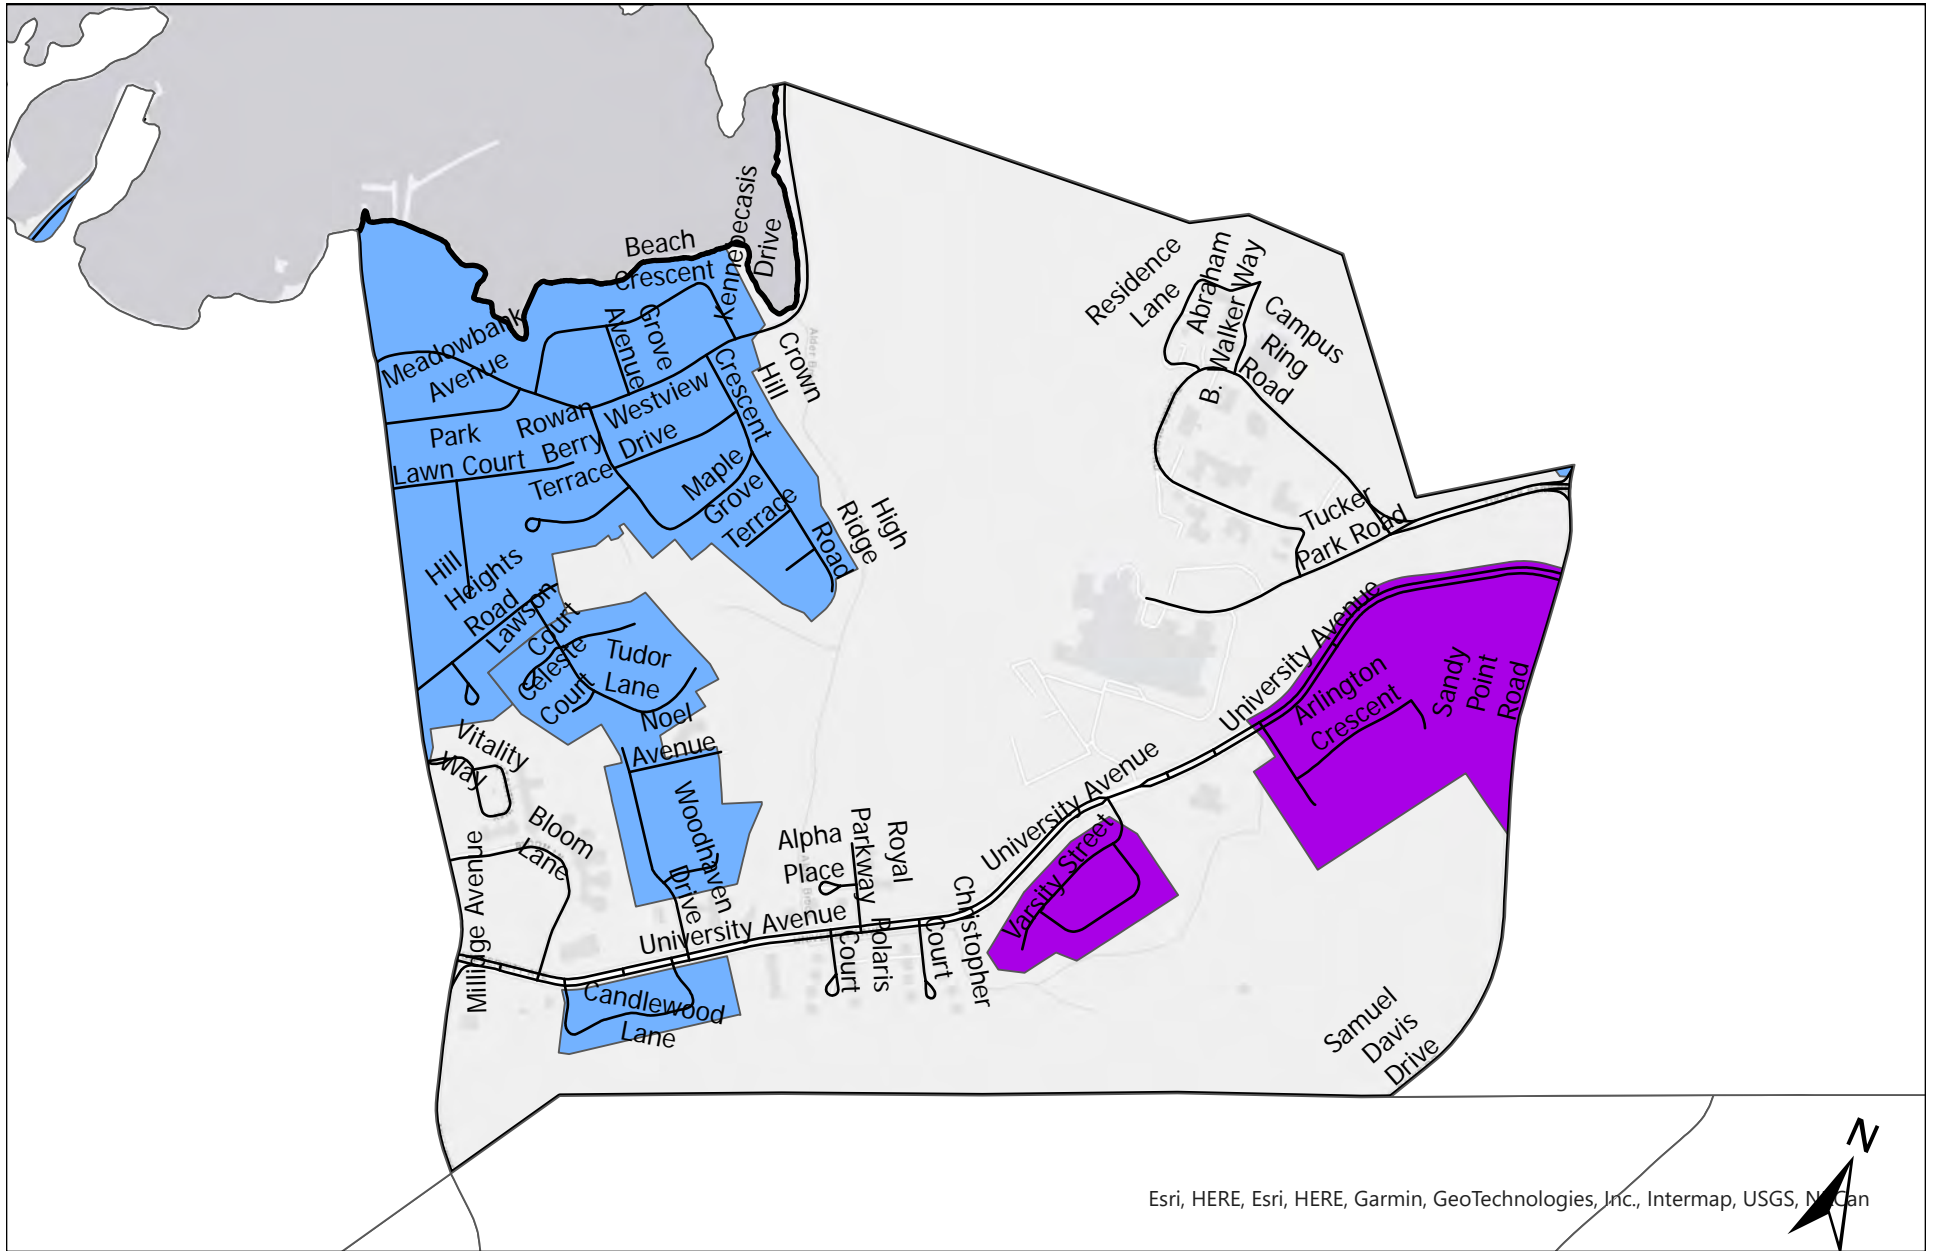 Beach
Crescent
Kennebecasis
Drive
Meadowbank
Avenue
Grove
Avenue
Crown
Hill
Crescent
Westview
Drive
Park
Lawn Court
Rowan
Berry
Terrace
Maple
Grove
Terrace
High
Ridge
Road
Hill
Heights
Road
Lawson
Court
Celeste
Court
Tudor
Lane
Noel
Avenue
Vitality
Way
Bloom
Lane
Woodhaven
Drive
Millidge Avenue
University Avenue
Candlewood
Lane
Alpha
Place
Royal
Parkway
Polaris
Court
Christopher
Court
University Avenue
Varsity Street
University Avenue
Arlington
Crescent
Sandy
Point
Road
Samuel
Davis
Drive
Residence
Lane
Abraham
B. Walker Way
Campus
Ring
Road
Tucker
Park Road
N
Esri, HERE, Esri, HERE, Garmin, GeoTechnologies, Inc., Intermap, USGS,